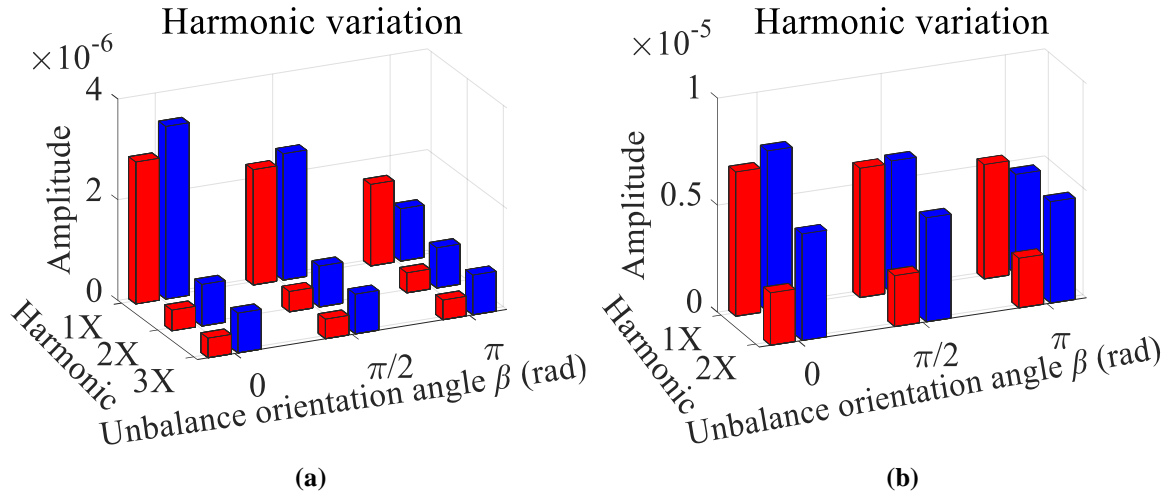 Harmonic variation
×10-6
4
2
0
Amplitude
Harmonic
1X
2X
3X
0
π/2
π
Unbalance orientation angle β (rad)
(a)
Harmonic variation
×10-5
1
0.5
0
Amplitude
Harmonic
1X
2X
0
π/2
π
Unbalance orientation angle β (rad)
(b)